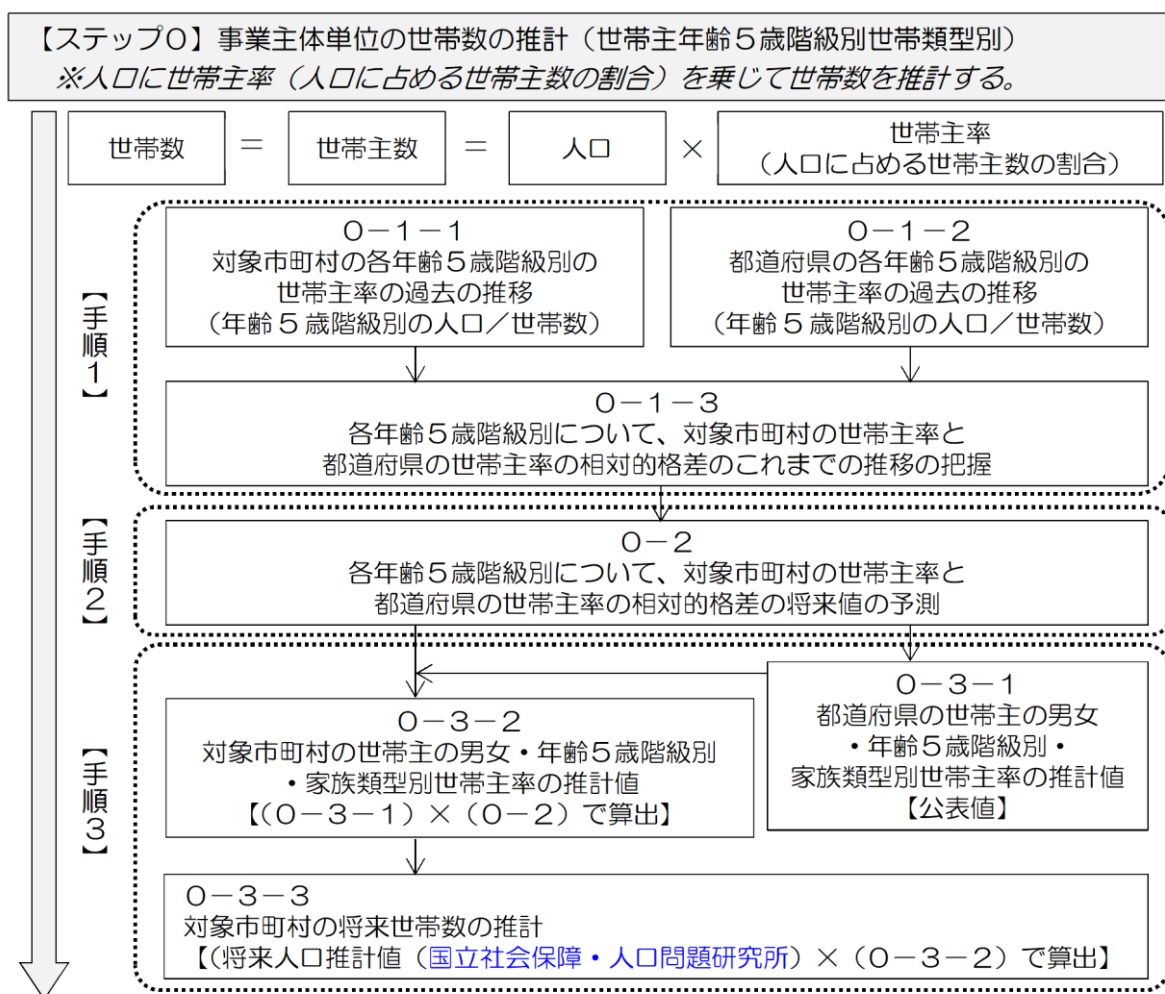 【ステップ０】事業主体単位の世帯数の推計（世帯主年齢５歳階級別世帯類型別）
※人口に世帯主率（人口に占める世帯主数の割合）を乗じて世帯数を推計する。
世帯数 ＝ 世帯主数 ＝ 人口 × 世帯主率
（人口に占める世帯主数の割合）
【手順１】
０－１－１
対象市町村の各年齢５歳階級別の
世帯主率の過去の推移
（年齢５歳階級別の人口／世帯数）
０－１－２
都道府県の各年齢５歳階級別の
世帯主率の過去の推移
（年齢５歳階級別の人口／世帯数）
０－１－３
各年齢５歳階級別について、対象市町村の世帯主率と
都道府県の世帯主率の相対的格差のこれまでの推移の把握
【手順２】
０－２
各年齢５歳階級別について、対象市町村の世帯主率と
都道府県の世帯主率の相対的格差の将来値の予測
【手順３】
０－３－１
都道府県の世帯主の男女
・年齢５歳階級別・
家族類型別世帯主率の推計値
【公表値】
０－３－２
対象市町村の世帯主の男女・年齢５歳階級別
・家族類型別世帯主率の推計値
【（０－３－１）×（０－２）で算出】
０－３－３
対象市町村の将来世帯数の推計
【（将来人口推計値（国立社会保障・人口問題研究所）×（０－３－２）で算出】